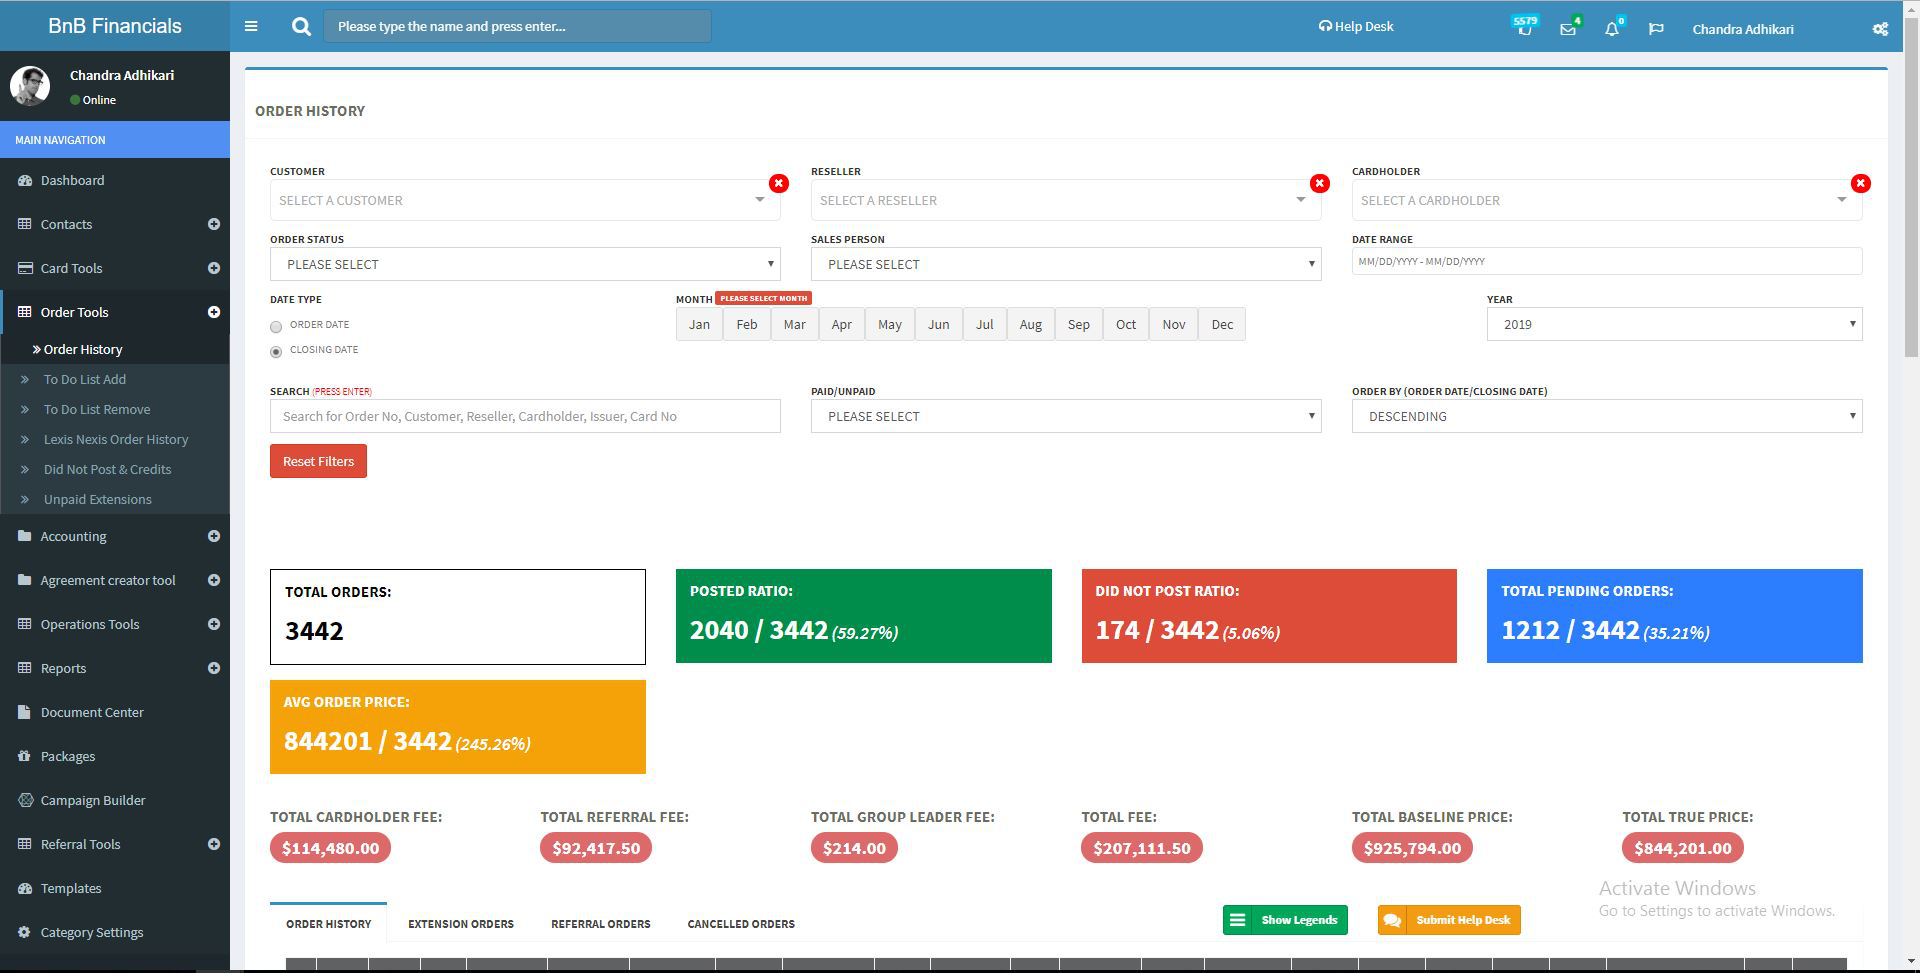 BnB Financials
Please type the name and press enter...
Help Desk
5579
4
0
Chandra Adhikari
Chandra Adhikari
Online
MAIN NAVIGATION
Dashboard
Contacts
Card Tools
Order Tools
Order History
To Do List Add
To Do List Remove
Lexis Nexis Order History
Did Not Post & Credits
Unpaid Extensions
Accounting
Agreement creator tool
Operations Tools
Reports
Document Center
Packages
Campaign Builder
Referral Tools
Templates
Category Settings
ORDER HISTORY
CUSTOMER
SELECT A CUSTOMER
RESELLER
SELECT A RESELLER
CARDHOLDER
SELECT A CARDHOLDER
ORDER STATUS
PLEASE SELECT
SALES PERSON
PLEASE SELECT
DATE RANGE
MM/DD/YYYY - MM/DD/YYYY
DATE TYPE
ORDER DATE
CLOSING DATE
MONTH PLEASE SELECT MONTH
Jan Feb Mar Apr May Jun Jul Aug Sep Oct Nov Dec
YEAR
2019
SEARCH (PRESS ENTER)
Search for Order No, Customer, Reseller, Cardholder, Issuer, Card No
PAID/UNPAID
PLEASE SELECT
ORDER BY (ORDER DATE/CLOSING DATE)
DESCENDING
Reset Filters
TOTAL ORDERS:
3442
POSTED RATIO:
2040 / 3442 (59.27%)
DID NOT POST RATIO:
174 / 3442 (5.06%)
TOTAL PENDING ORDERS:
1212 / 3442 (35.21%)
AVG ORDER PRICE:
844201 / 3442 (245.26%)
TOTAL CARDHOLDER FEE:
$114,480.00
TOTAL REFERRAL FEE:
$92,417.50
TOTAL GROUP LEADER FEE:
$214.00
TOTAL FEE:
$207,111.50
TOTAL BASELINE PRICE:
$925,794.00
TOTAL TRUE PRICE:
$844,201.00
Activate Windows
Go to Settings to activate Windows.
ORDER HISTORY
EXTENSION ORDERS
REFERRAL ORDERS
CANCELLED ORDERS
Show Legends
Submit Help Desk